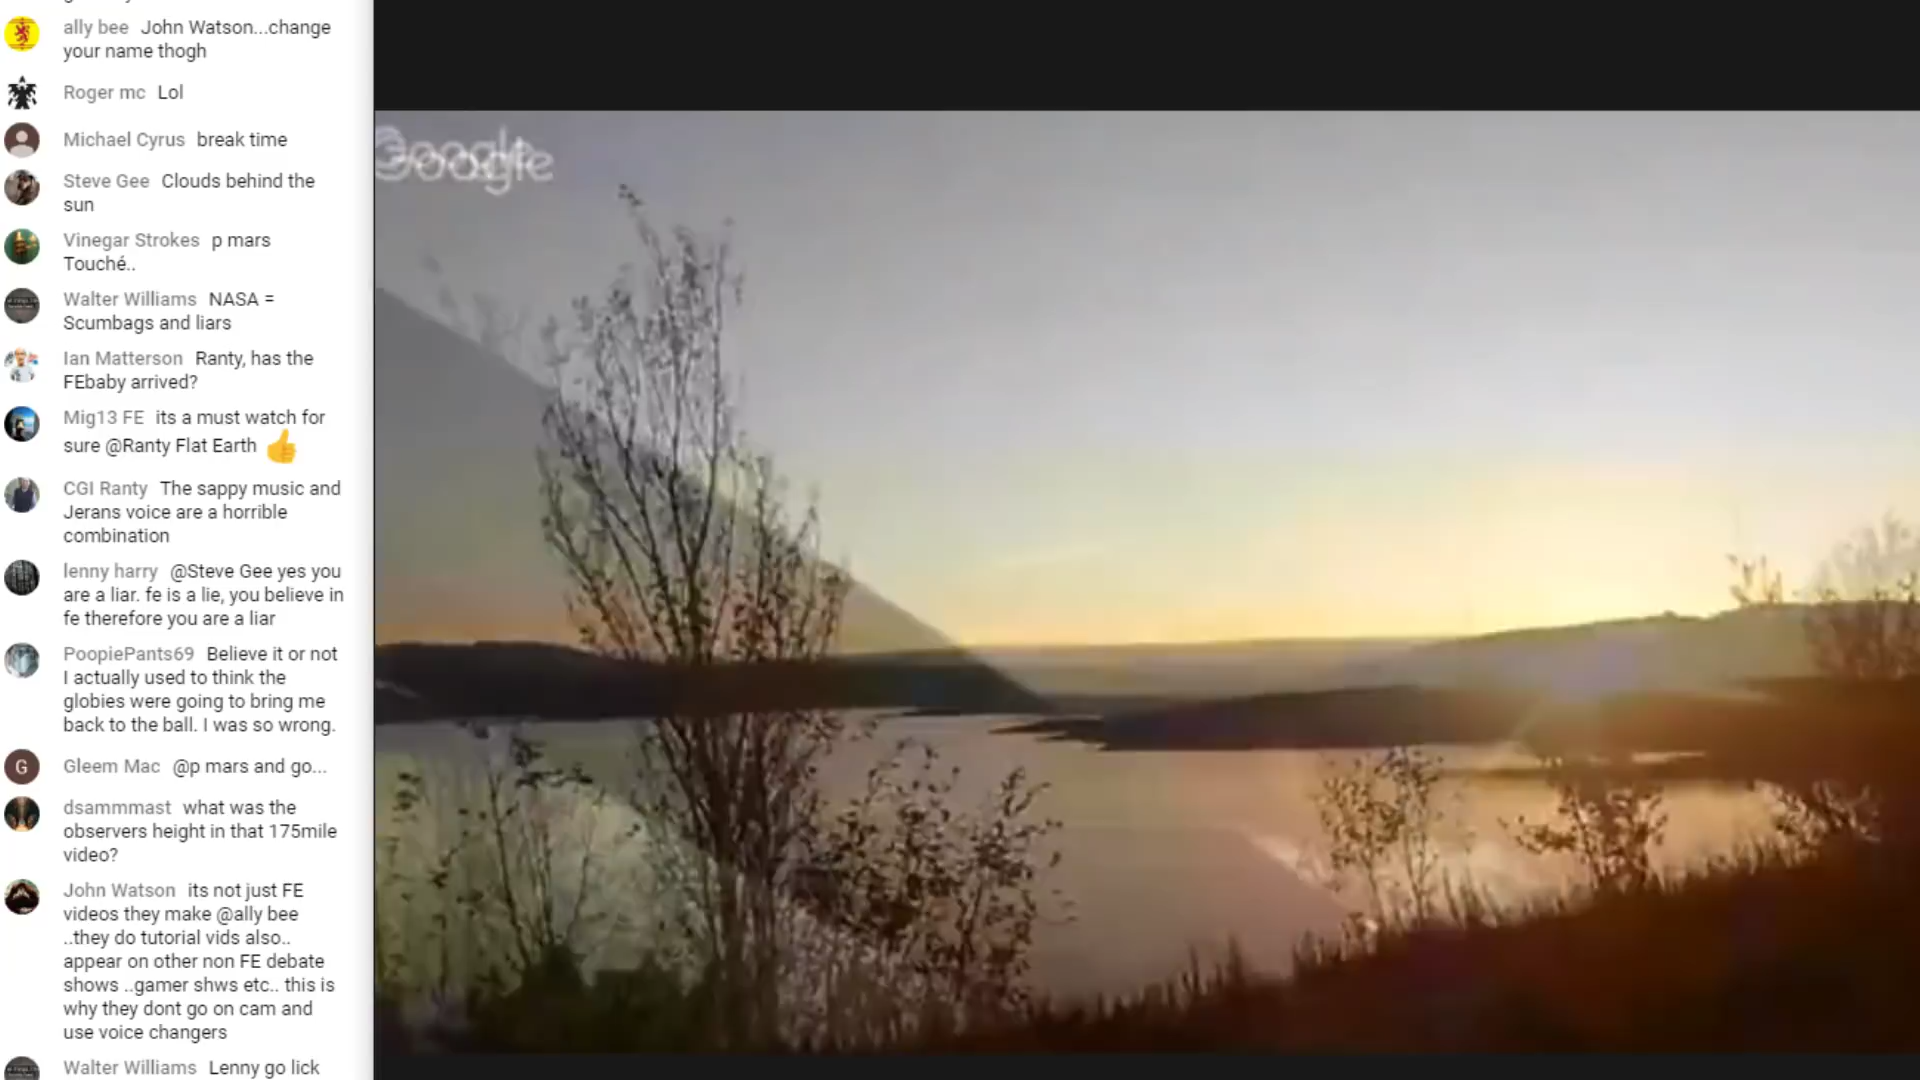 ally bee John Watson...change
your name thogh
Roger mc Lol
Michael Cyrus break time
Steve Gee Clouds behind the
sun
Vinegar Strokes p mars
Touché..
Walter Williams NASA =
Scumbags and liars
Ian Matterson Ranty, has the
FEbaby arrived?
Mig13 FE its a must watch for
sure @Ranty Flat Earth 👍
CGI Ranty The sappy music and
Jerans voice are a horrible
combination
lenny harry @Steve Gee yes you
are a liar. fe is a lie, you believe in
fe therefore you are a liar
PoopiePants69 Believe it or not
I actually used to think the
globies were going to bring me
back to the ball. I was so wrong.
G
Gleem Mac @p mars and go...
dsammmast what was the
observers height in that 175mile
video?
John Watson its not just FE
videos they make @ally bee
..they do tutorial vids also..
appear on other non FE debate
shows ..gamer shws etc.. this is
why they dont go on cam and
use voice changers
Walter Williams Lenny go lick
Google